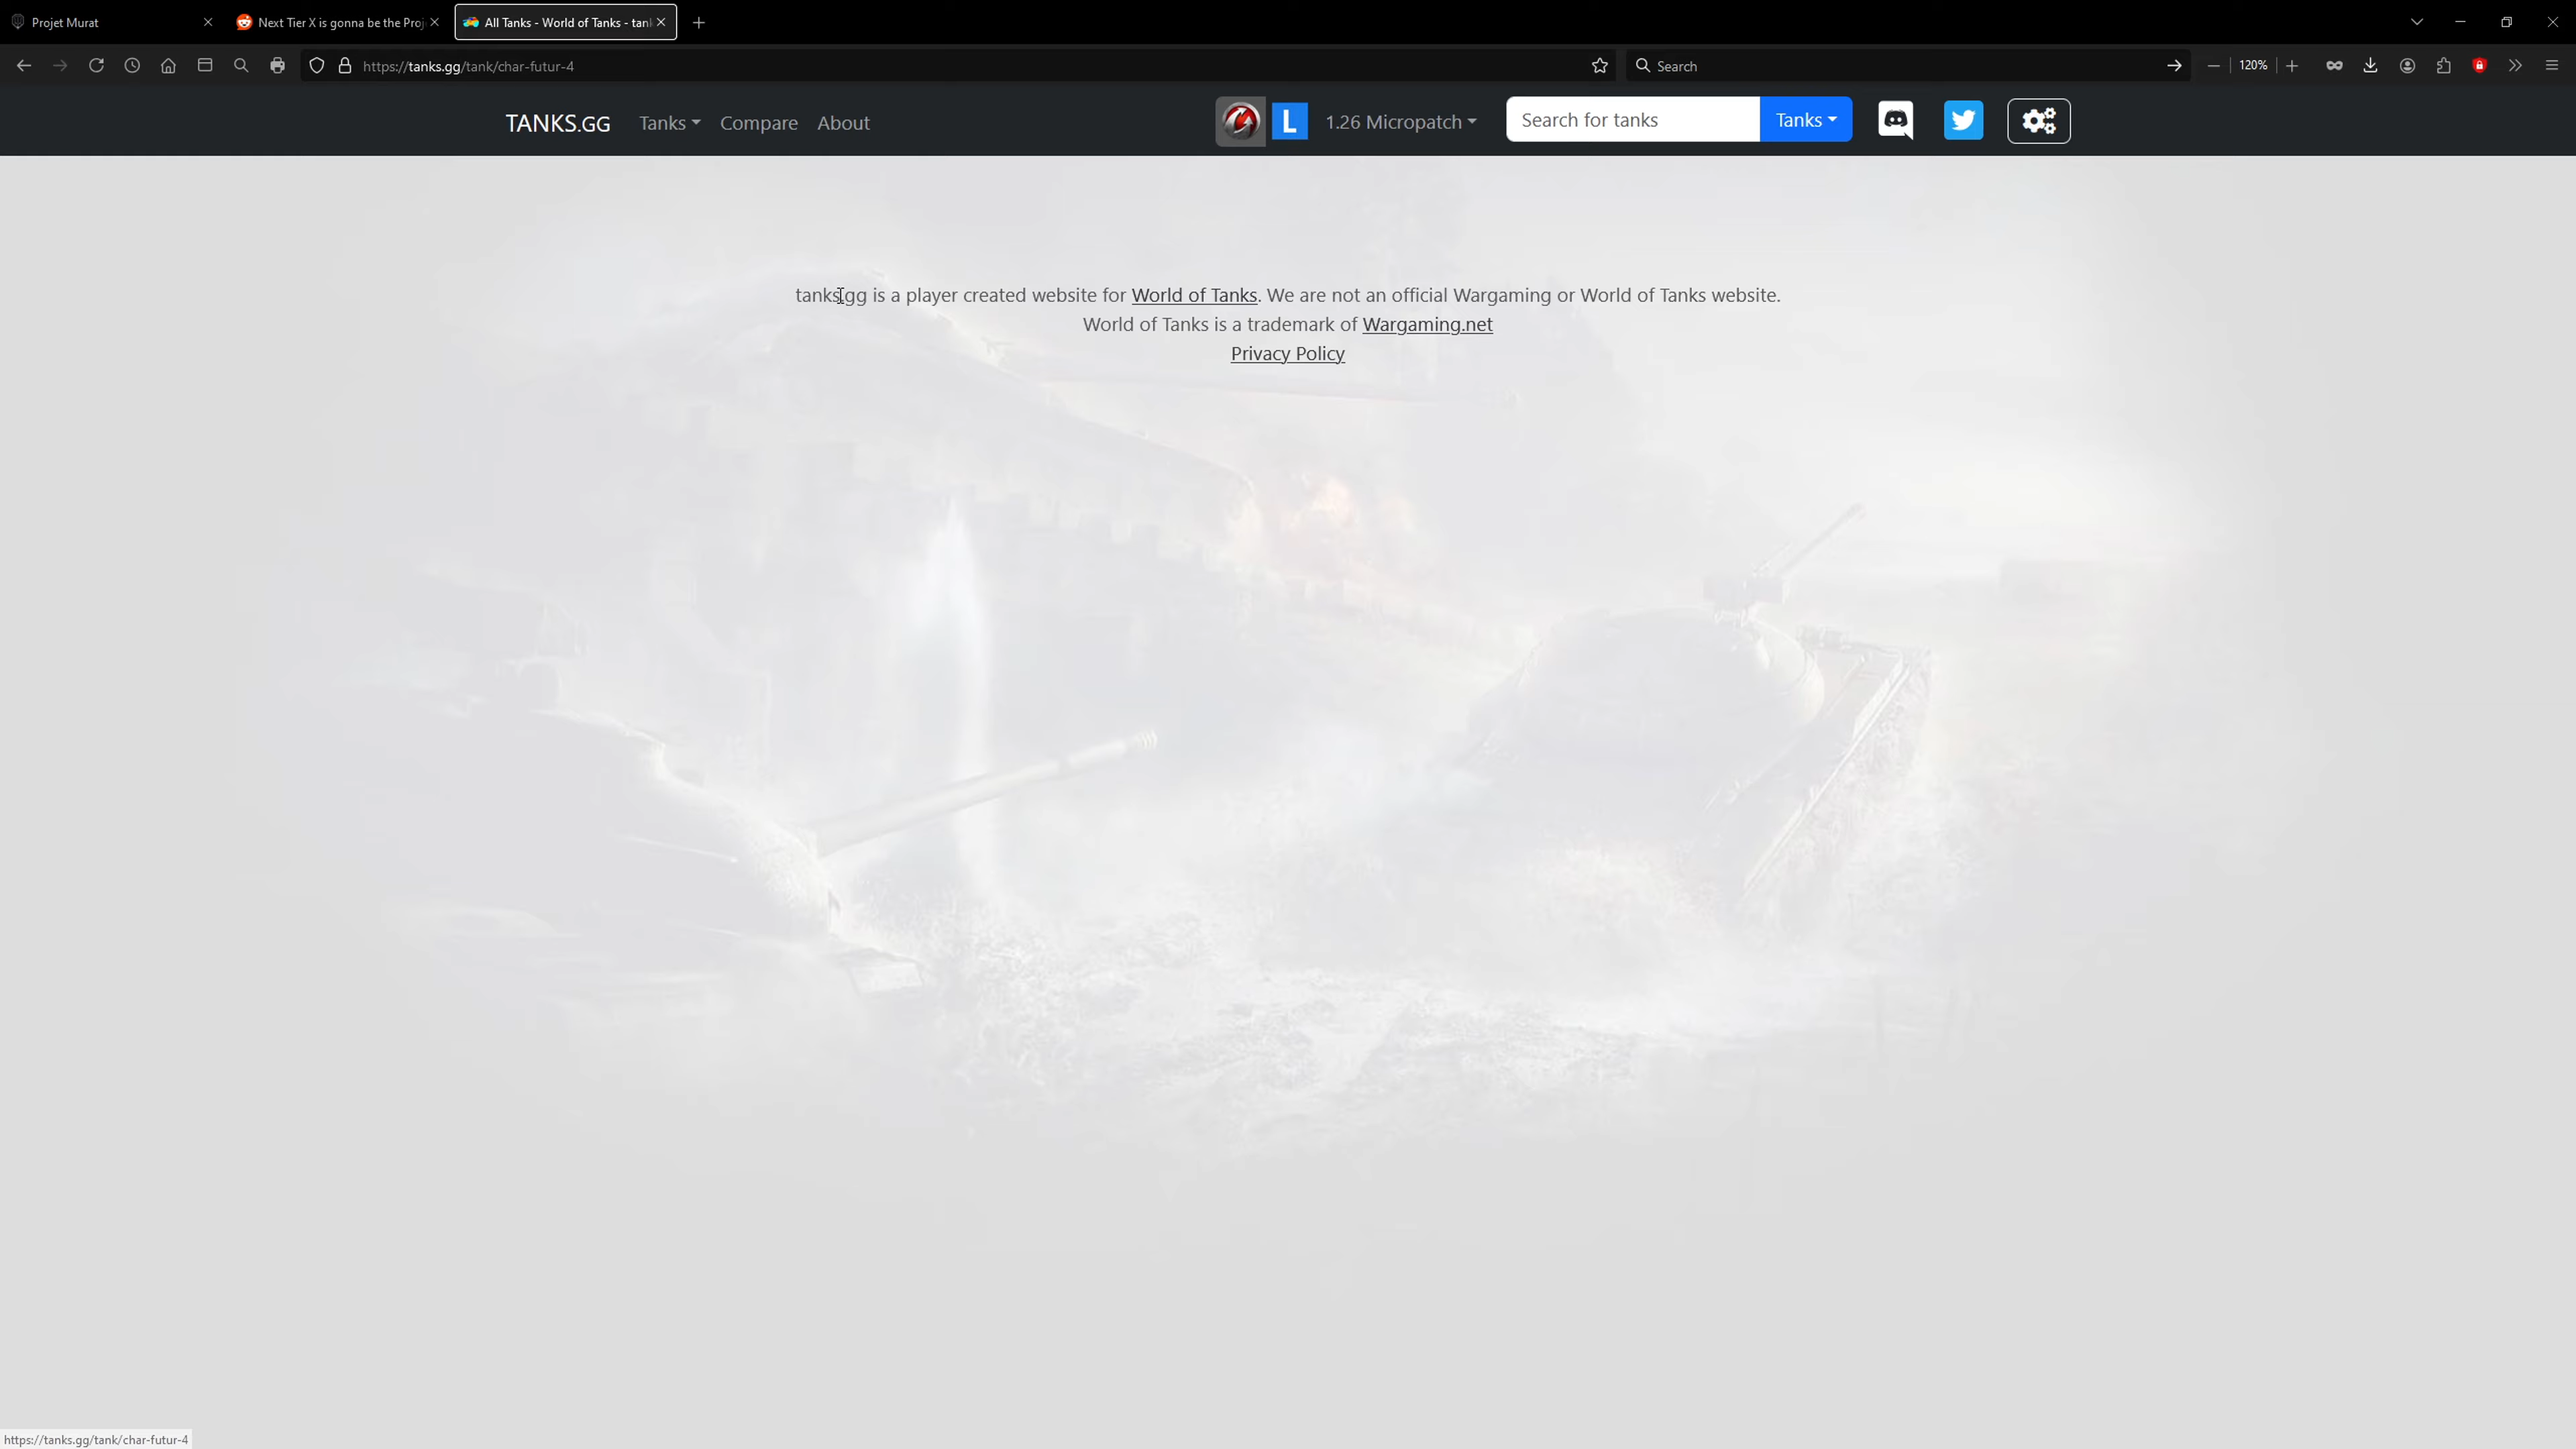 Projet Murat
Next Tier X is gonna be the Proj
All Tanks - World of Tanks - tank
https://tanks.gg/tank/char-futur-4
Search
120%
TANKS.GG
Tanks
Compare
About
L
1.26 Micropatch
Search for tanks
Tanks
tanks.gg is a player created website for World of Tanks. We are not an official Wargaming or World of Tanks website.
World of Tanks is a trademark of Wargaming.net
Privacy Policy
https://tanks.gg/tank/char-futur-4